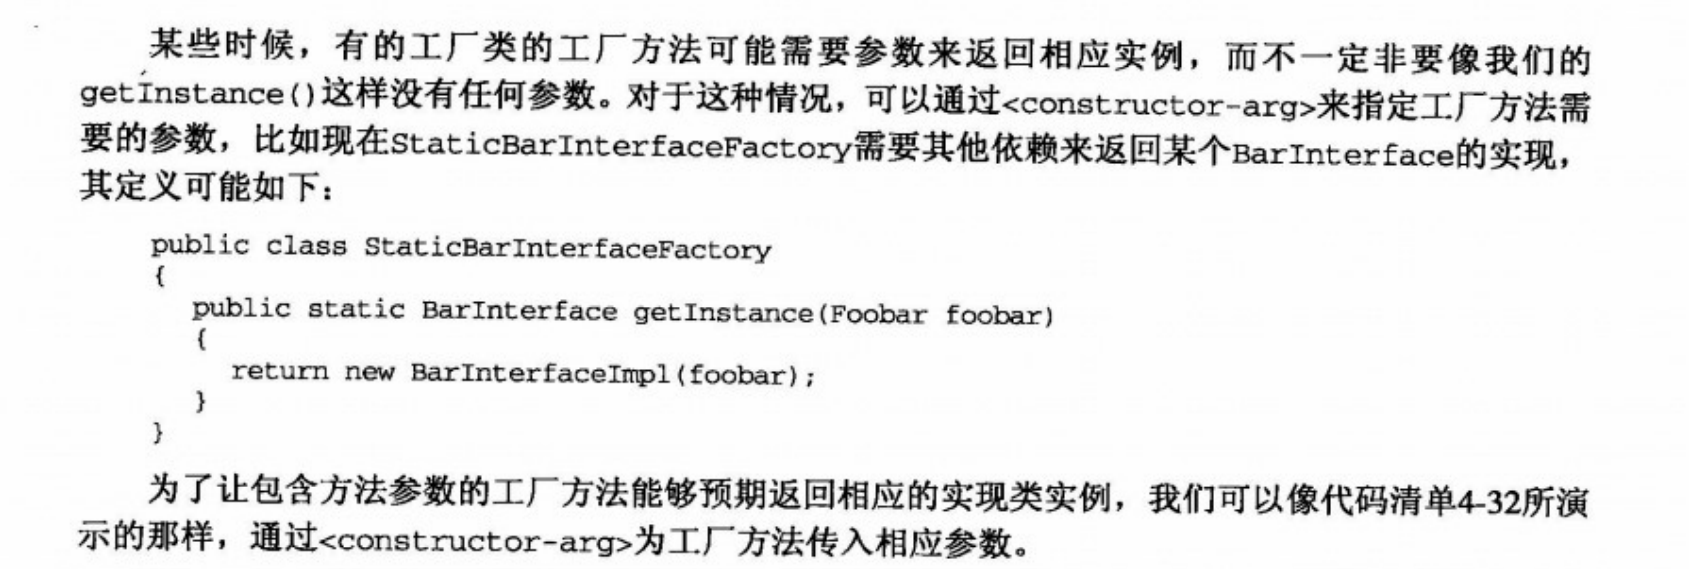 某些时候，有的工厂类的工厂方法可能需要参数来返回相应实例，而不一定非要像我们的
getInstance()这样没有任何参数。对于这种情况，可以通过<constructor-arg>来指定工厂方法需
要的参数，比如现在StaticBarInterfaceFactory需要其他依赖来返回某个BarInterface的实现，
其定义可能如下：
public class StaticBarInterfaceFactory
{
public static BarInterface getInstance(Foobar foobar)
{
return new BarInterfaceImpl(foobar);
}
}
为了让包含方法参数的工厂方法能够预期返回相应的实现类实例，我们可以像代码清单4-32所演
示的那样，通过<constructor-arg>为工厂方法传入相应参数。